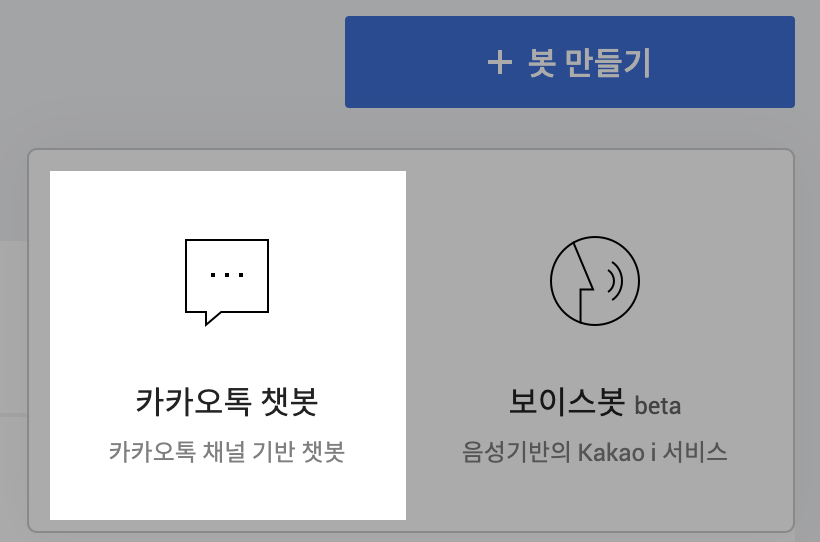 + 봇 만들기
카카오톡 챗봇
카카오톡 채널 기반 챗봇
보이스봇 beta
음성기반의 Kakao i 서비스